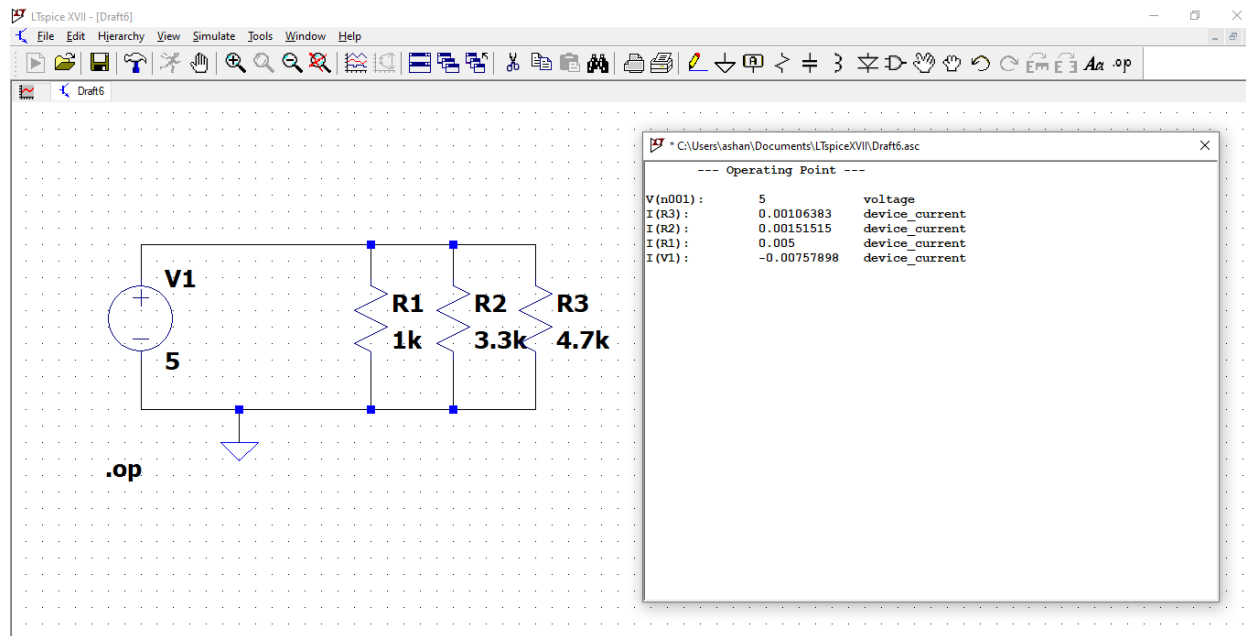 LTspice XVII - [Draft6]
File Edit Hierarchy View Simulate Tools Window Help
Aa .op
Draft6
* C:\Users\ashan\Documents\LTspiceXVII\Draft6.asc
--- Operating Point ---
V(n001): 5 voltage
I(R3): 0.00106383 device_current
I(R2): 0.00151515 device_current
I(R1): 0.005 device_current
I(V1): -0.00757898 device_current
V1
5
R1
1k
R2
3.3k
R3
4.7k
.op